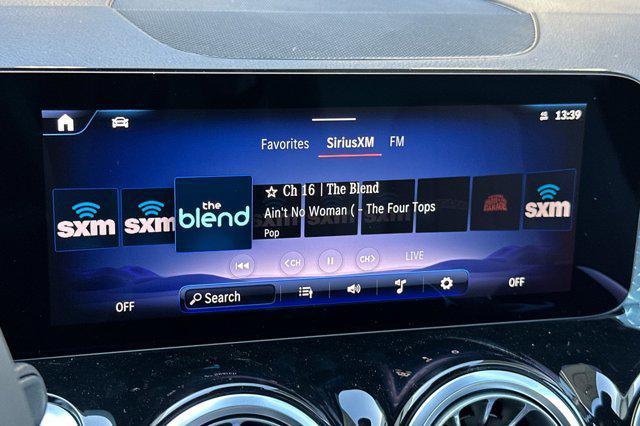 13:39
Favorites SiriusXM FM
sxm
sxm
the
blend
☆ Ch 16 | The Blend
Ain't No Woman ( - The Four Tops
Pop
sxm
<CH
CH>
LIVE
OFF
Search
OFF